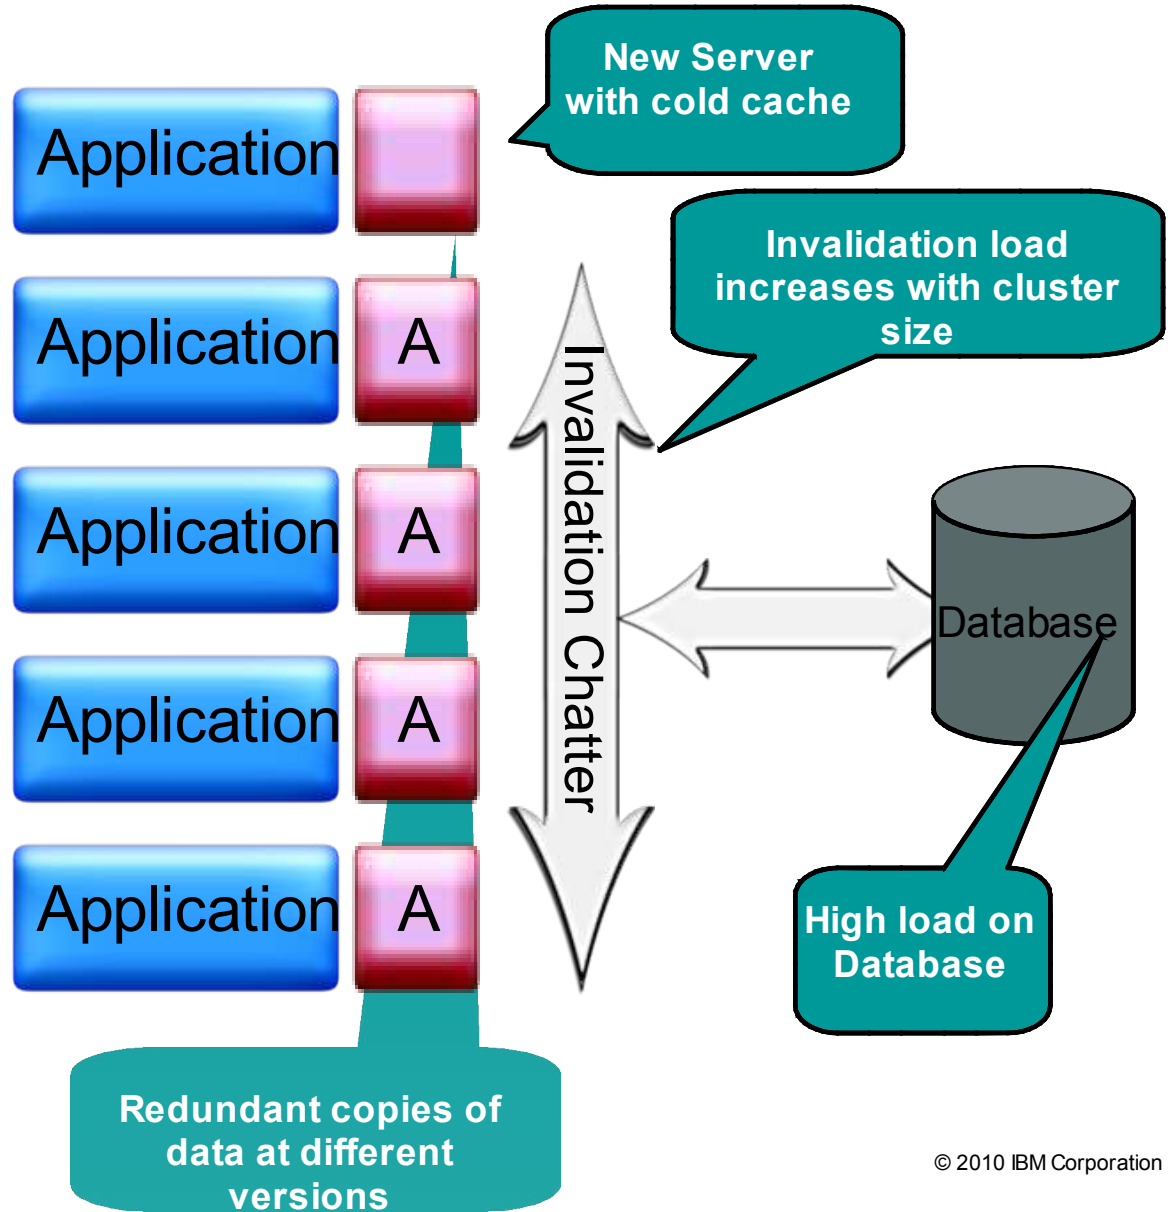 New Server
with cold cache
Application
Invalidation load
increases with cluster
size
Application A
Application A
Invalidation Chatter
Database
Application A
Application A
High load on
Database
Redundant copies of
data at different
versions
© 2010 IBM Corporation